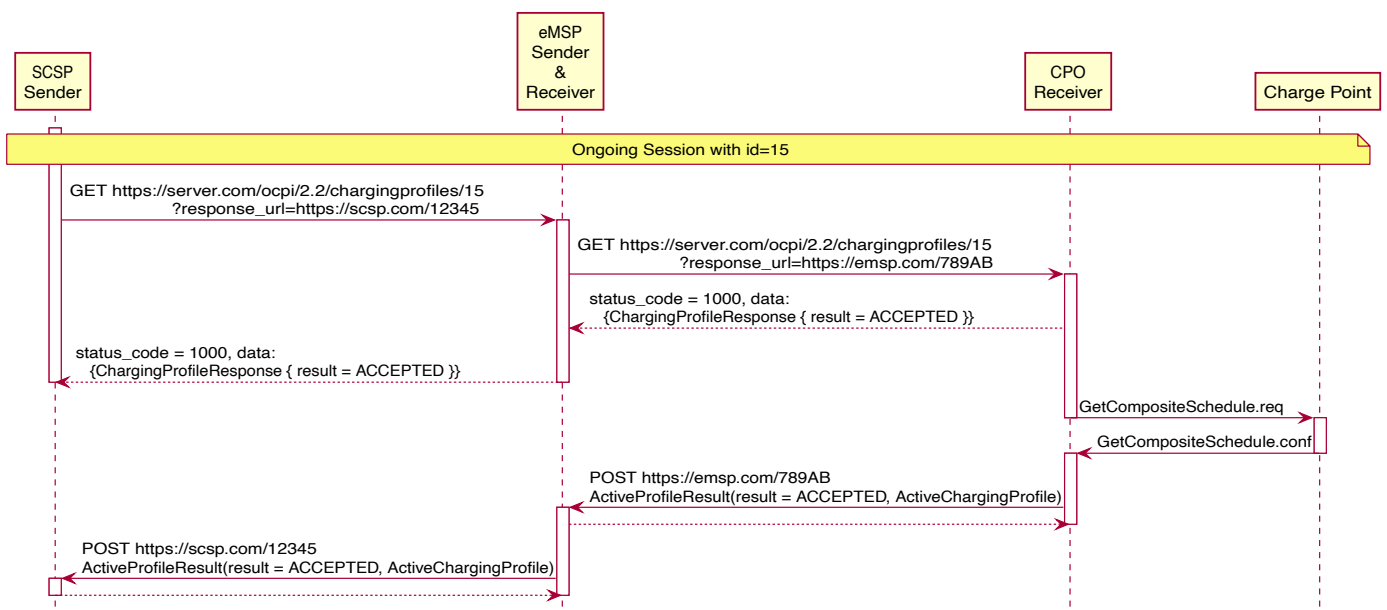 SCSP
Sender
eMSP
Sender
&
Receiver
CPO
Receiver
Charge Point
Ongoing Session with id=15
GET https://server.com/ocpi/2.2/chargingprofiles/15
?response_url=https://scsp.com/12345
GET https://server.com/ocpi/2.2/chargingprofiles/15
?response_url=https://emsp.com/789AB
status_code = 1000, data:
{ChargingProfileResponse { result = ACCEPTED }}
status_code = 1000, data:
{ChargingProfileResponse { result = ACCEPTED }}
GetCompositeSchedule.req
GetCompositeSchedule.conf
POST https://emsp.com/789AB
ActiveProfileResult(result = ACCEPTED, ActiveChargingProfile)
POST https://scsp.com/12345
ActiveProfileResult(result = ACCEPTED, ActiveChargingProfile)